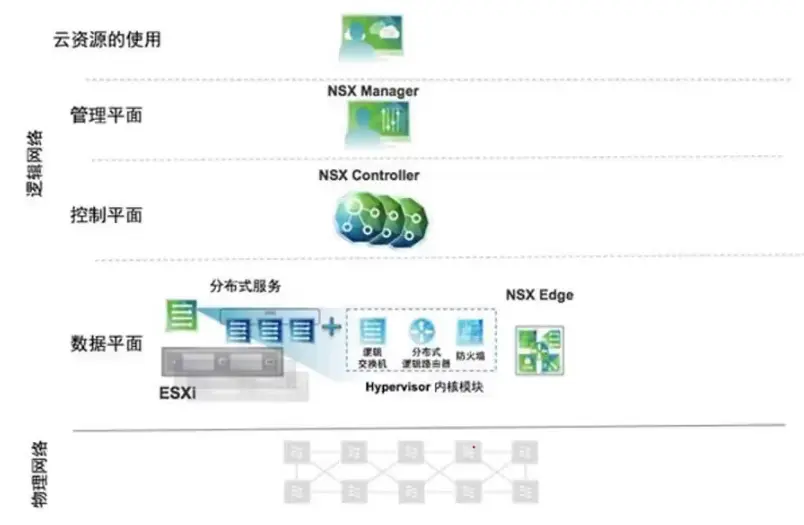 云资源的使用
NSX Manager
管理平面
逻辑网络
NSX Controller
控制平面
分布式服务
NSX Edge
数据平面
逻辑
交换机
分布式
逻辑路由器
防火墙
ESXi
Hypervisor 内核模块
物理网络